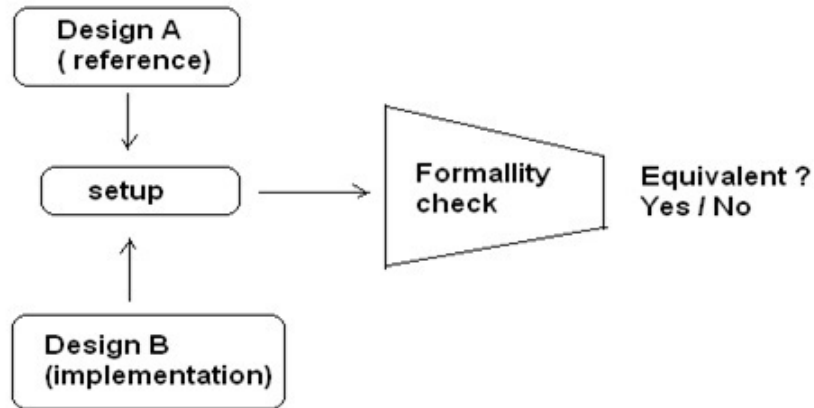 Design A
( reference)
setup
Formallity
check
Equivalent ?
Yes / No
Design B
(implementation)